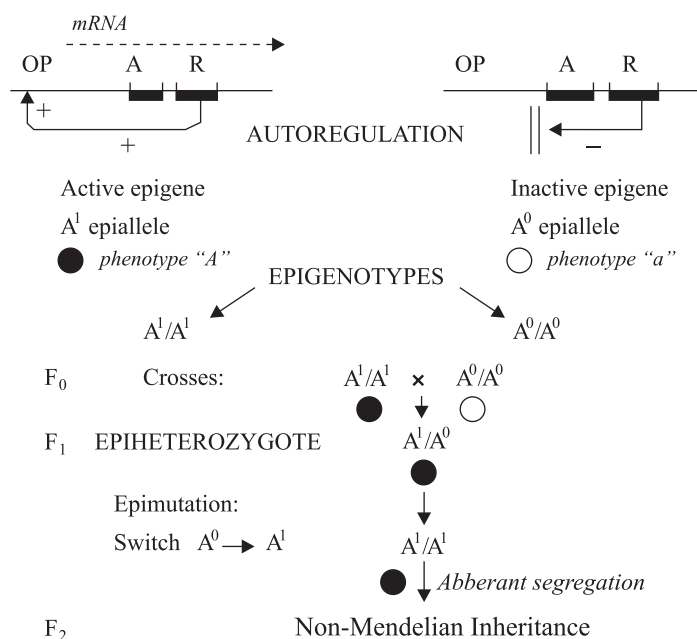 mRNA
OP A R OP A R
+
+
AUTOREGULATION
–
Active epigene Inactive epigene
A¹ epiallele A⁰ epiallele
phenotype “A” phenotype “a”
EPIGENOTYPES
A¹/A¹ A⁰/A⁰
F₀ Crosses: A¹/A¹ × A⁰/A⁰
F₁ EPIHETEROZYGOTE A¹/A⁰
Epimutation:
Switch A⁰ → A¹ A¹/A¹
Abberant segregation
F₂ Non-Mendelian Inheritance